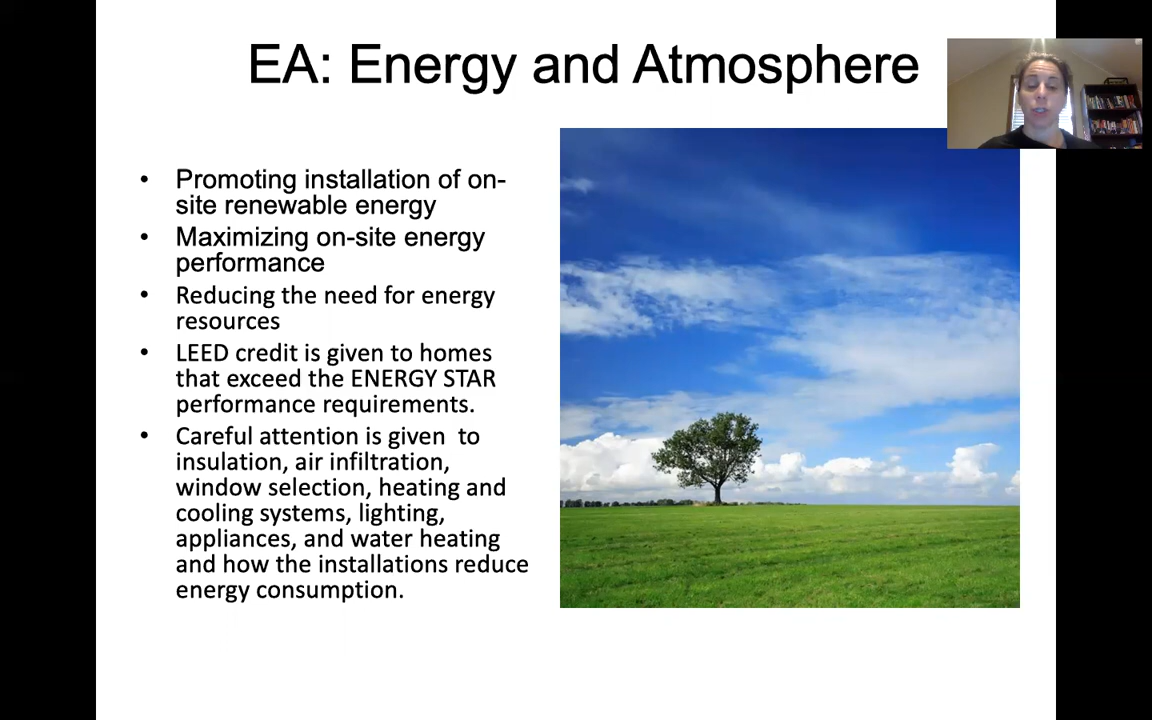 EA: Energy and Atmosphere
• Promoting installation of on-
site renewable energy
• Maximizing on-site energy
performance
• Reducing the need for energy
resources
• LEED credit is given to homes
that exceed the ENERGY STAR
performance requirements.
• Careful attention is given  to
insulation, air infiltration,
window selection, heating and
cooling systems, lighting,
appliances, and water heating
and how the installations reduce
energy consumption.